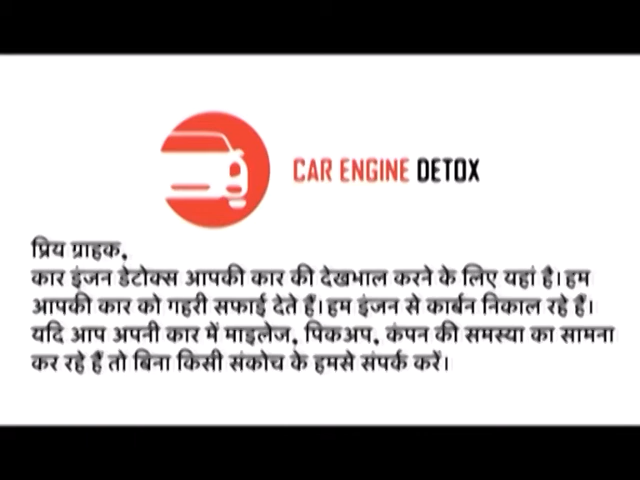 CAR ENGINE DETOX
प्रिय ग्राहक,
कार इंजन डेटोक्स आपकी कार की देखभाल करने के लिए यहां है। हम
आपकी कार को गहरी सफाई देते हैं। हम इंजन से कार्बन निकाल रहे हैं।
यदि आप अपनी कार में माइलेज, पिकअप, कंपन की समस्या का सामना
कर रहे हैं तो बिना किसी संकोच के हमसे संपर्क करें।